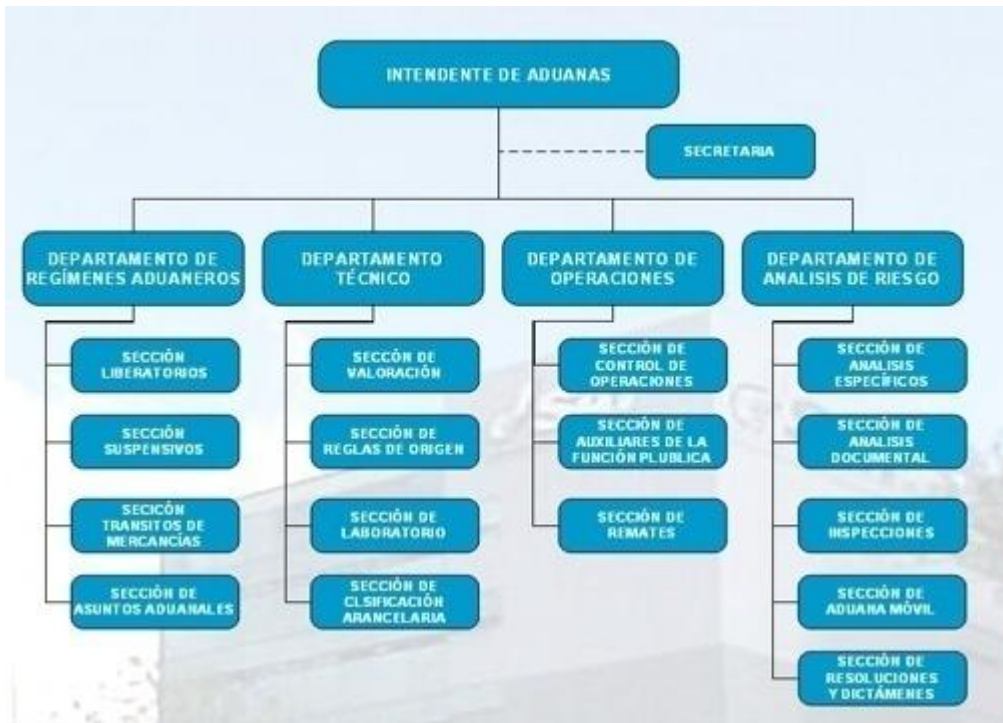 INTENDENTE DE ADUANAS
SECRETARIA
DEPARTAMENTO DE
REGÍMENES ADUANEROS
SECCIÓN
LIBERATORIOS
SECCIÓN
SUSPENSIVOS
SECICÓN
TRANSITOS DE
MERCANCÍAS
SECCIÓN DE
ASUNTOS ADUANALES
DEPARTAMENTO
TÉCNICO
SECCÓN DE
VALORACIÓN
SECCIÓN DE
REGLAS DE ORIGEN
SECCIÓN DE
LABORATORIO
SECCIÓN DE
CLSIFICACIÓN
ARANCELARIA
DEPARTAMENTO DE
OPERACIONES
SECCIÓN DE
CONTROL DE
OPERACIONES
SECCIÓN DE
AUXILIARES DE LA
FUNCIÓN PLUBLICA
SECCIÓN DE
REMATES
DEPARTAMENTO DE
ANALISIS DE RIESGO
SECCIÓN DE
ANALISIS
ESPECÍFICOS
SECCIÓN DE
ANALISIS
DOCUMENTAL
SECCIÓN DE
INSPECCIONES
SECCIÓN DE
ADUANA MÓVIL
SECCIÓN DE
RESOLUCIONES
Y DICTÁMENES